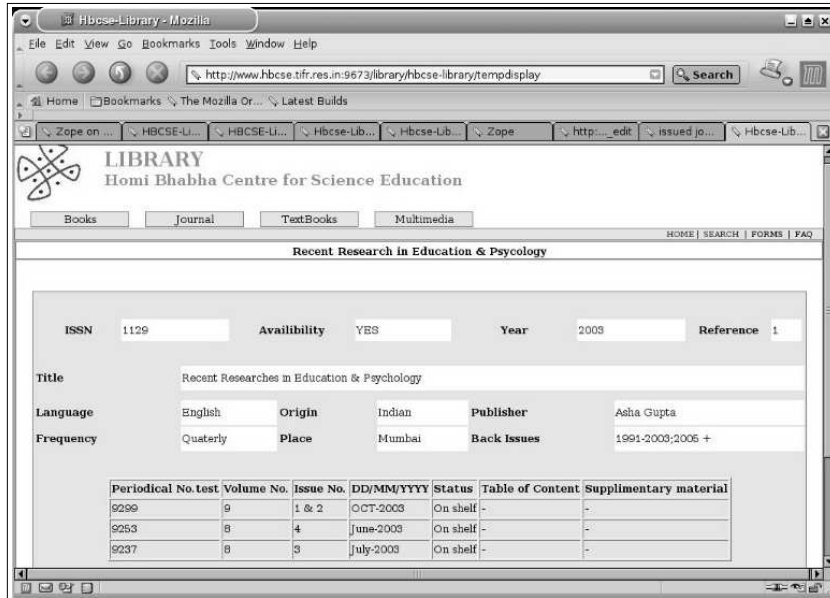 Hbcse-Library - Mozilla
File Edit View Go Bookmarks Tools Window Help
http://www.hbcse.tifr.res.in:9673/library/hbcse-library/tempdisplay Search
Home Bookmarks The Mozilla Or... Latest Builds
Zope on ... HBCSE-Li... HBCSE-Li... Hbcse-Lib... Hbcse-Lib... Zope http:..._edit issued jo... Hbcse-Lib...
LIBRARY
Homi Bhabha Centre for Science Education
Books Journal TextBooks Multimedia
HOME | SEARCH | FORMS | FAQ
Recent Research in Education & Psycology
ISSN 1129 Availibility YES Year 2003 Reference 1
Title Recent Researches in Education & Psychology
Language English Origin Indian Publisher Asha Gupta
Frequency Quaterly Place Mumbai Back Issues 1991-2003;2005 +
Periodical No.test Volume No. Issue No. DD/MM/YYYY Status Table of Content Supplimentary material
9299 9 1 & 2 OCT-2003 On shelf - -
9253 8 4 June-2003 On shelf - -
9237 8 3 July-2003 On shelf - -